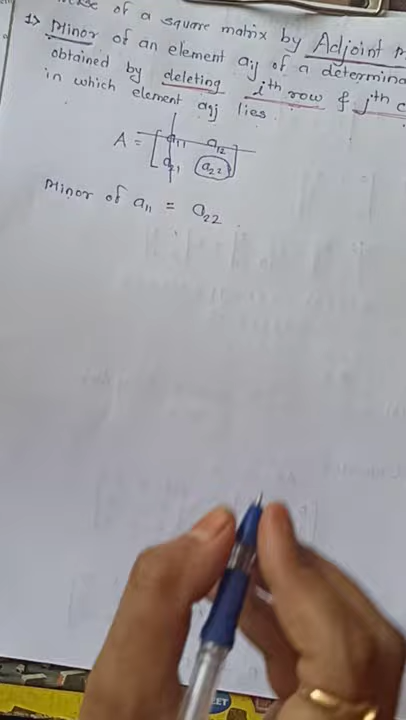 of a square matrix by Adjoint
1) Minor of an element aij of a
obtained by deleting ith row & jth
in which element aij lies.
A = [ a11 a12
a21 a22 ]
Minor of a11 = a22